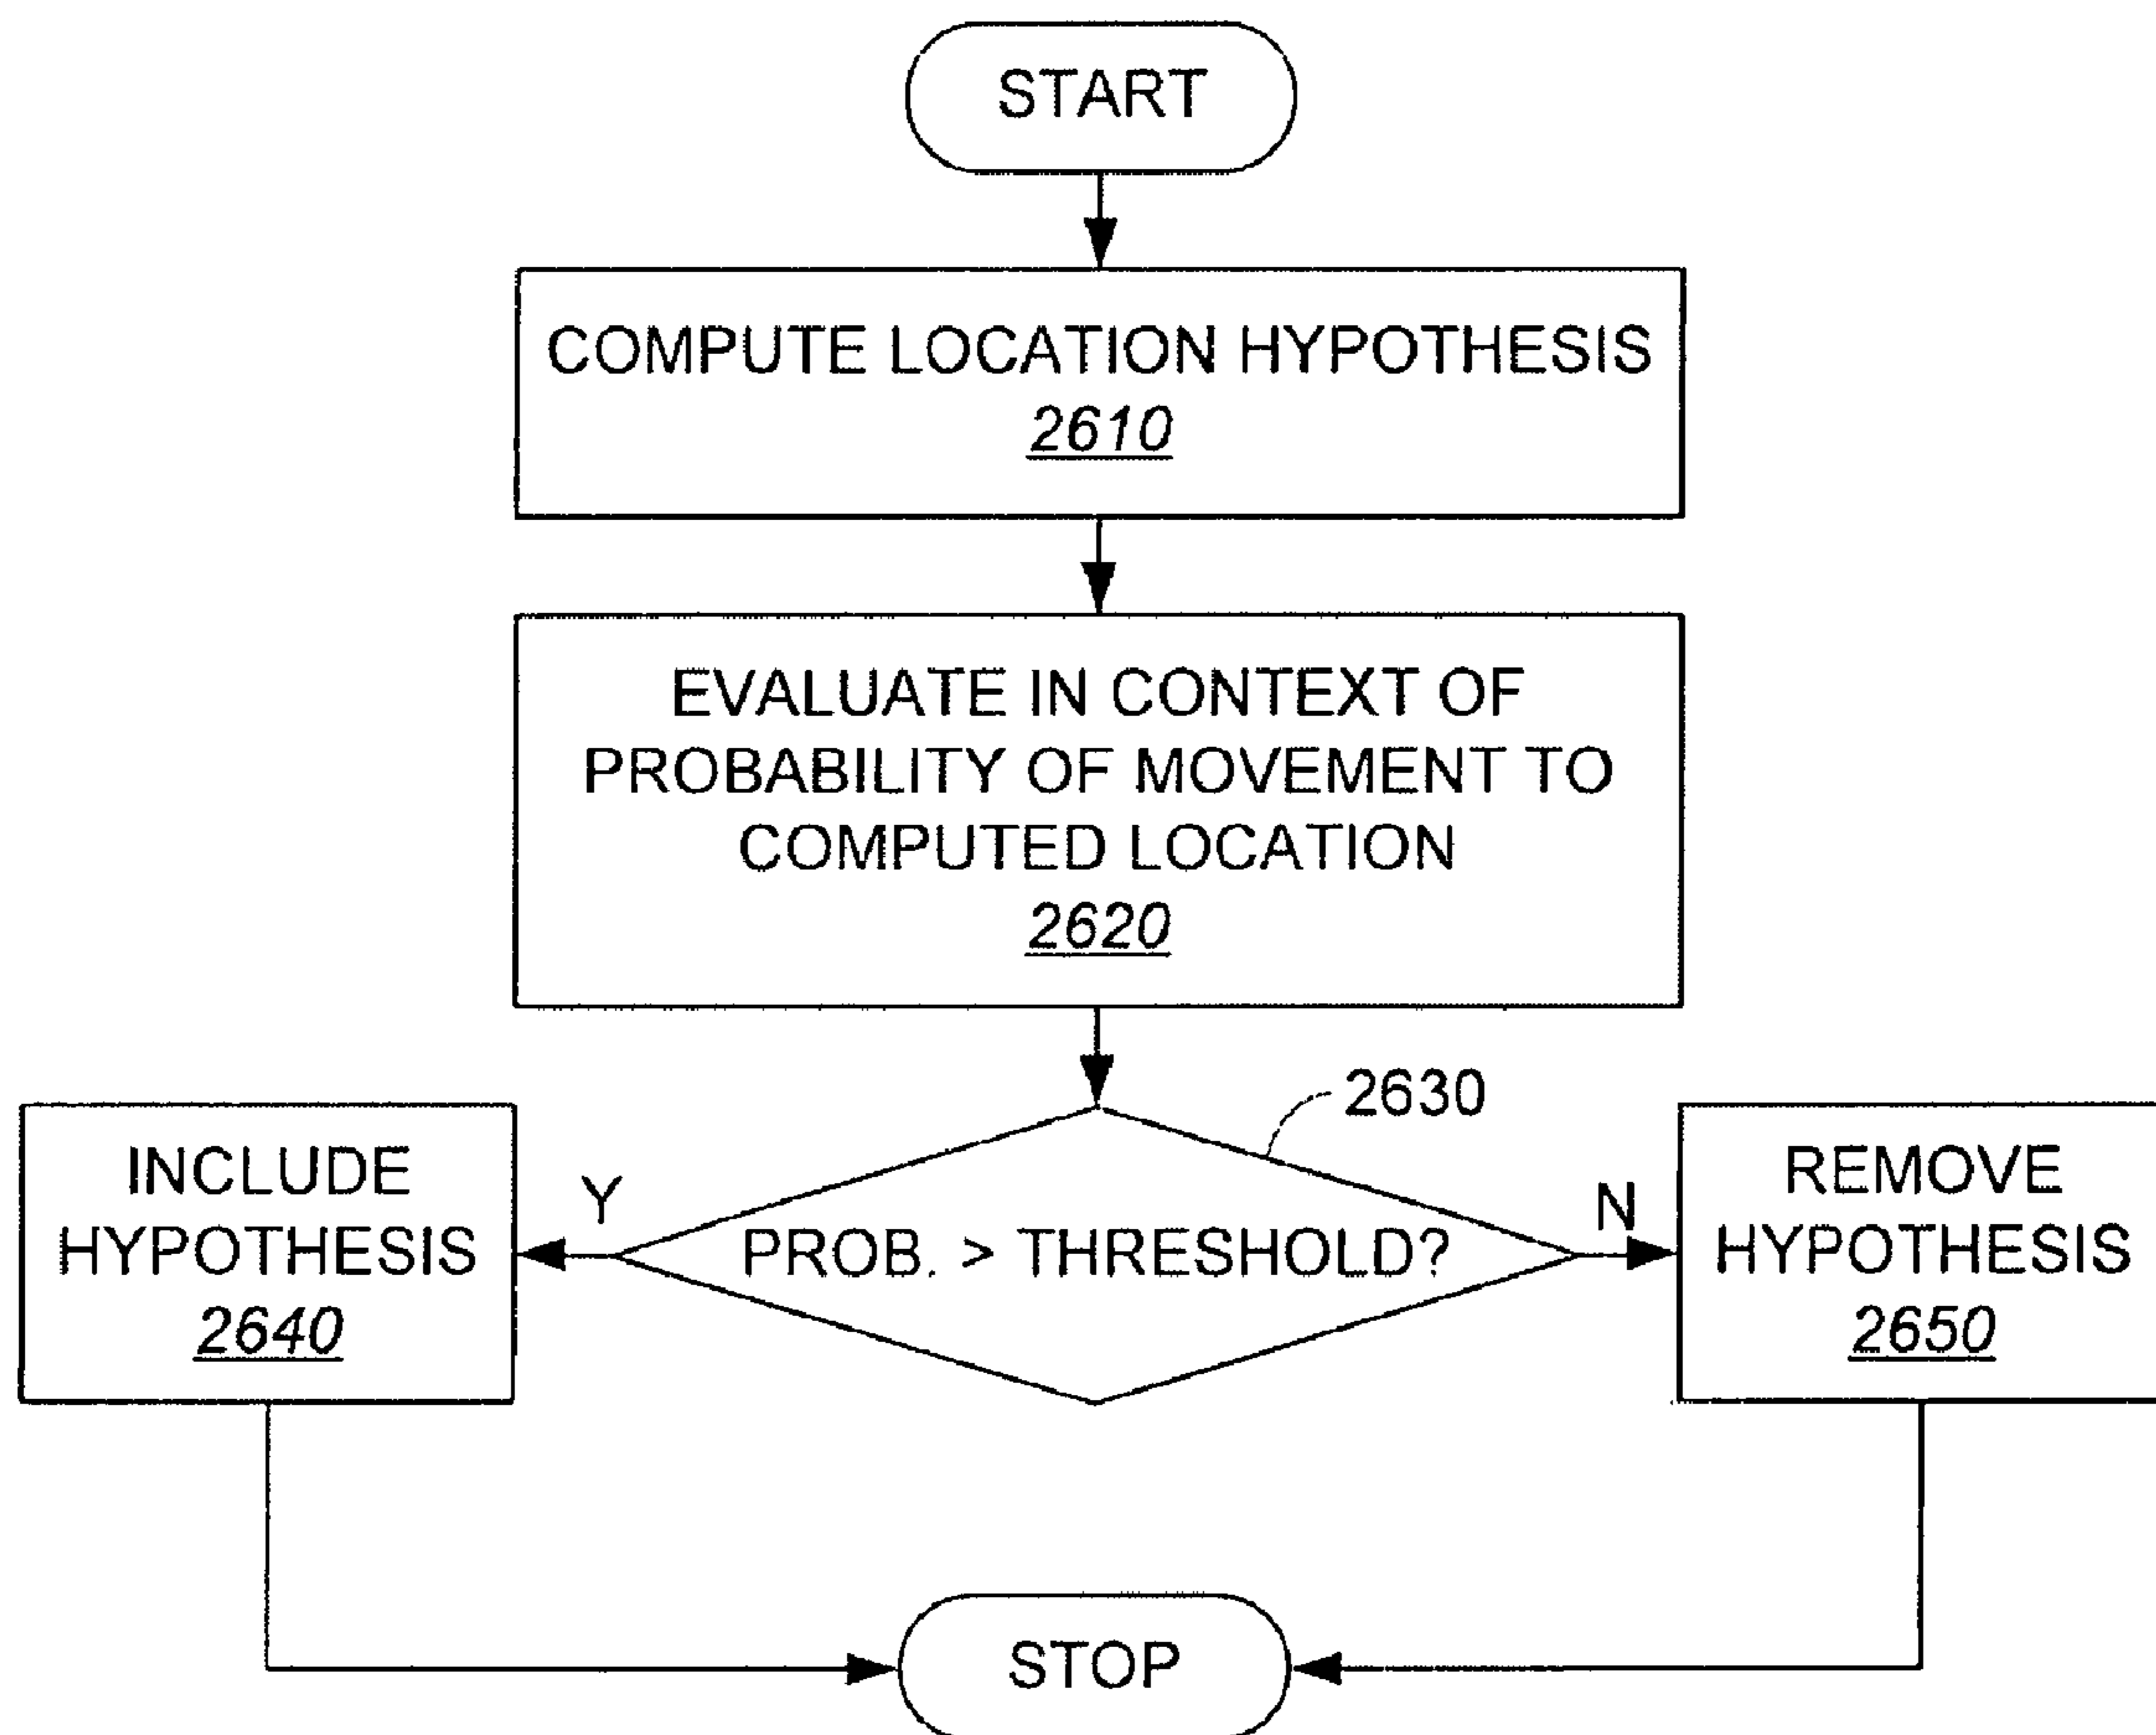 START
COMPUTE LOCATION HYPOTHESIS
2610
EVALUATE IN CONTEXT OF
PROBABILITY OF MOVEMENT TO
COMPUTED LOCATION
2620
2630
PROB. > THRESHOLD?
Y
N
INCLUDE
HYPOTHESIS
2640
REMOVE
HYPOTHESIS
2650
STOP